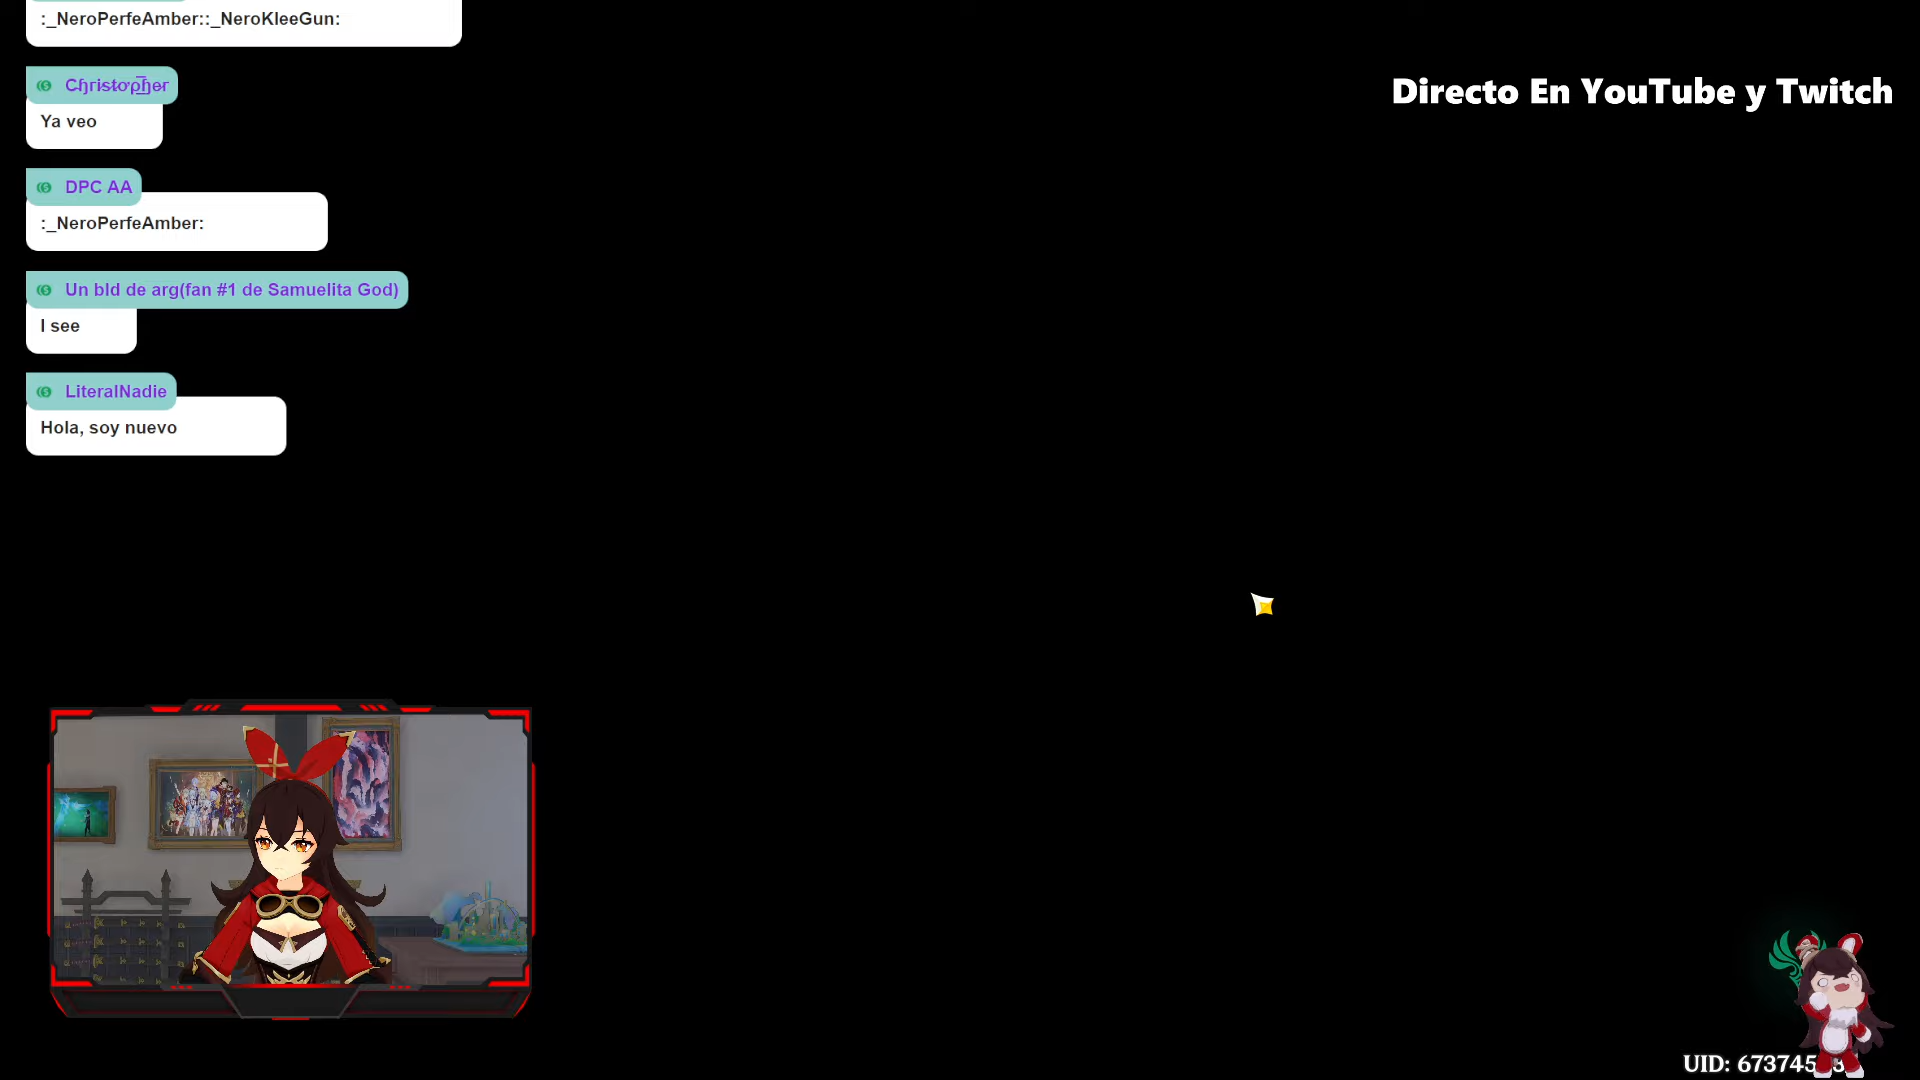 :_NeroPerfeAmber::_NeroKleeGun:
Christopher
Ya veo
DPC AA
:_NeroPerfeAmber:
Un bld de arg(fan #1 de Samuelita God)
I see
LiteralNadie
Hola, soy nuevo
Directo En YouTube y Twitch
UID: